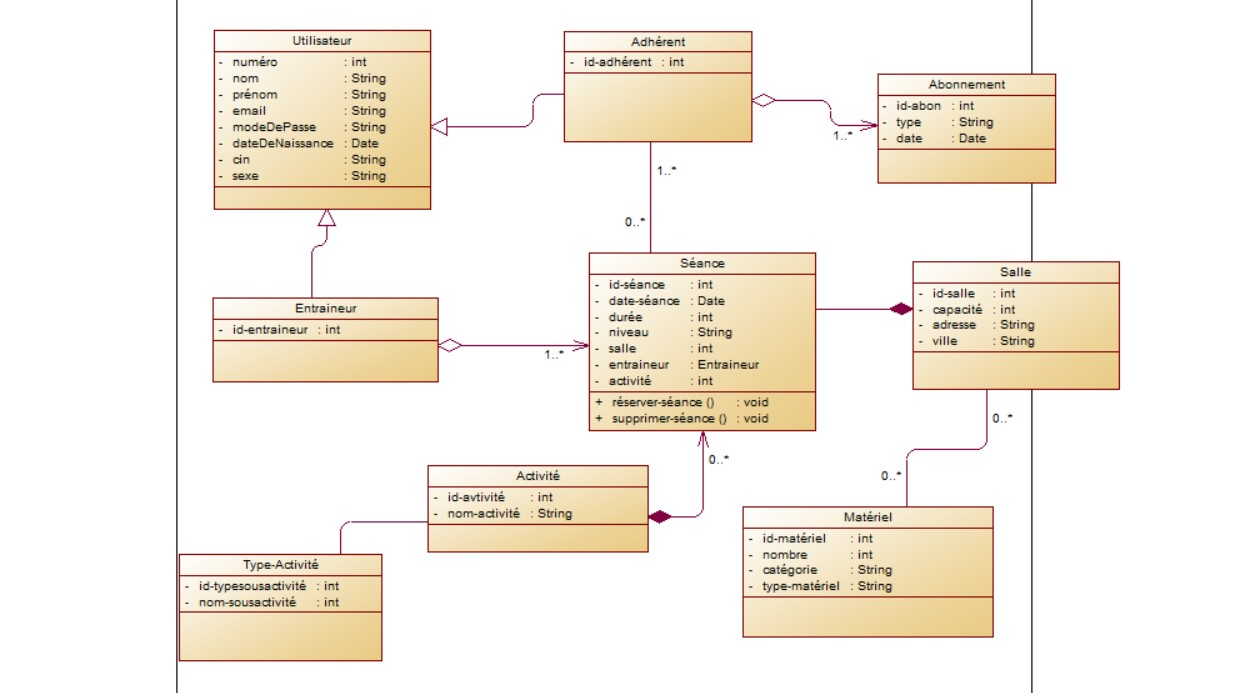 Utilisateur
- numéro : int
- nom : String
- prénom : String
- email : String
- modeDePasse : String
- dateDeNaissance : Date
- cin : String
- sexe : String
Adhérent
- id-adhérent : int
Abonnement
- id-abon : int
- type : String
- date : Date
1..*
1..*
0..*
Entraineur
- id-entraineur : int
1..*
Séance
- id-séance : int
- date-séance : Date
- durée : int
- niveau : String
- salle : int
- entraineur : Entraineur
- activité : int
+ réserver-séance () : void
+ supprimer-séance () : void
Salle
- id-salle : int
- capacité : int
- adresse : String
- ville : String
0..*
0..*
0..*
Activité
- id-avtivité : int
- nom-activité : String
Type-Activité
- id-typesousactivité : int
- nom-sousactivité : int
Matériel
- id-matériel : int
- nombre : int
- catégorie : String
- type-matériel : String